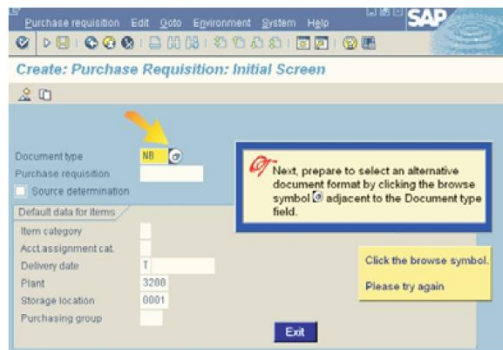 Purchase requisition Edit Goto Environment System Help
SAP
Create: Purchase Requisition: Initial Screen
Document type NB
Purchase requisition
Source determination
Default data for items
Item category
Acct.assignment cat.
Delivery date T
Plant 3200
Storage location 0001
Purchasing group
Next, prepare to select an alternative
document format by clicking the browse
symbol adjacent to the Document type
field.
Click the browse symbol.
Please try again
Exit